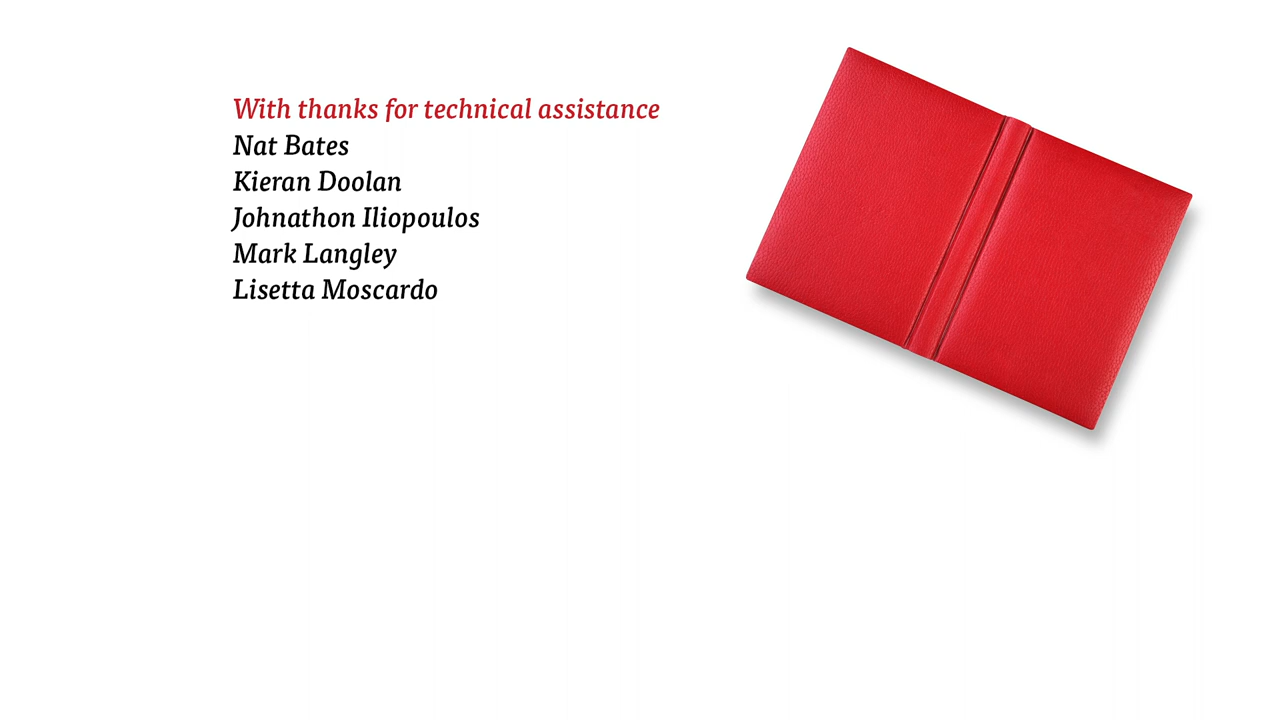 With thanks for technical assistance
Nat Bates
Kieran Doolan
Johnathon Iliopoulos
Mark Langley
Lisetta Moscardo